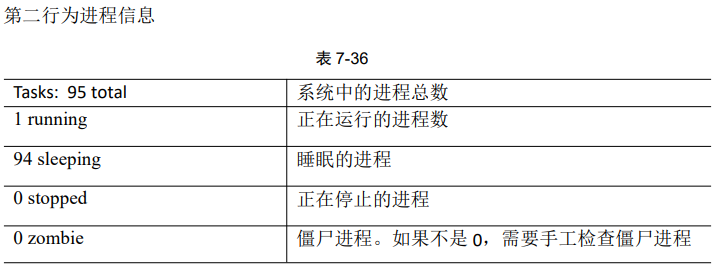 第二行为进程信息
表 7-36
Tasks: 95 total 系统中的进程总数
1 running 正在运行的进程数
94 sleeping 睡眠的进程
0 stopped 正在停止的进程
0 zombie 僵尸进程。如果不是 0，需要手工检查僵尸进程